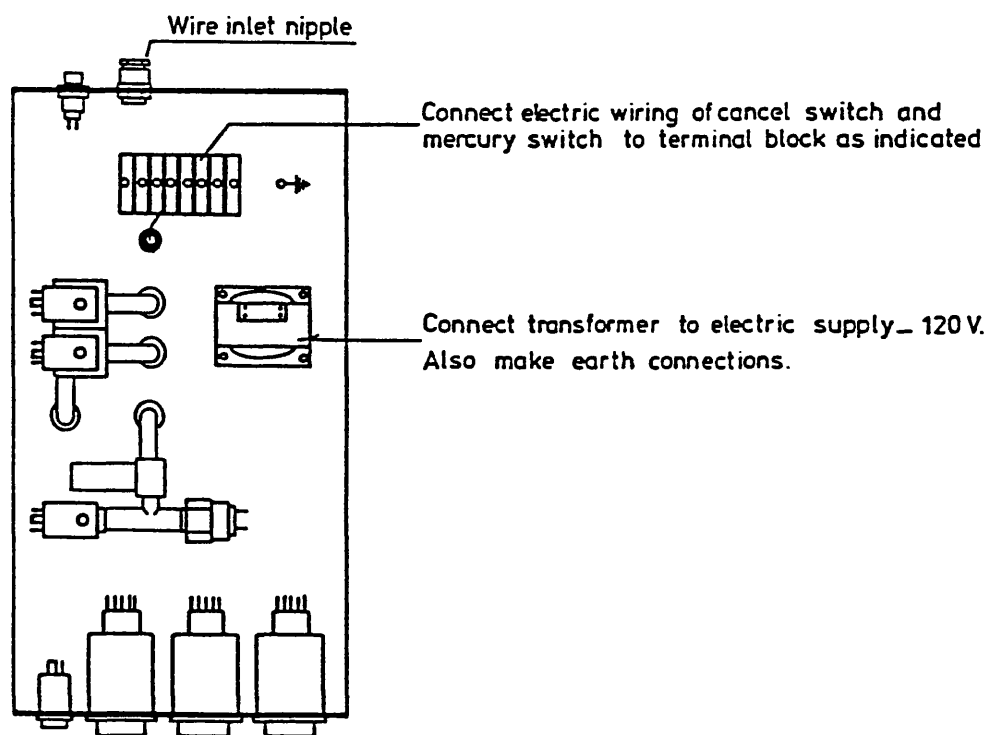 Wire inlet nipple
Connect electric wiring of cancel switch and
mercury switch to terminal block as indicated
Connect transformer to electric supply_ 120 V.
Also make earth connections.